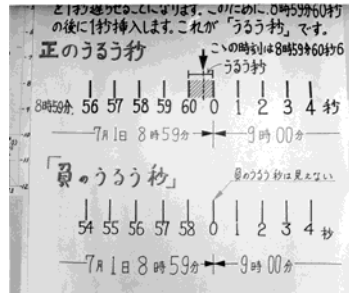 と1秒遅らせることになります。このために、8時59分60秒
の後に1秒挿入します。これが「うるう秒」です。
正のうるう秒
この時刻は8時59分60秒6
うるう秒
8時59分 56 57 58 59 60 0 1 2 3 4 秒
7月1日 8時59分 9時00分
「負のうるう秒」
負のうるう秒は見えない
54 55 56 57 58 0 1 2 3 4 秒
7月1日 8時59分 9時00分